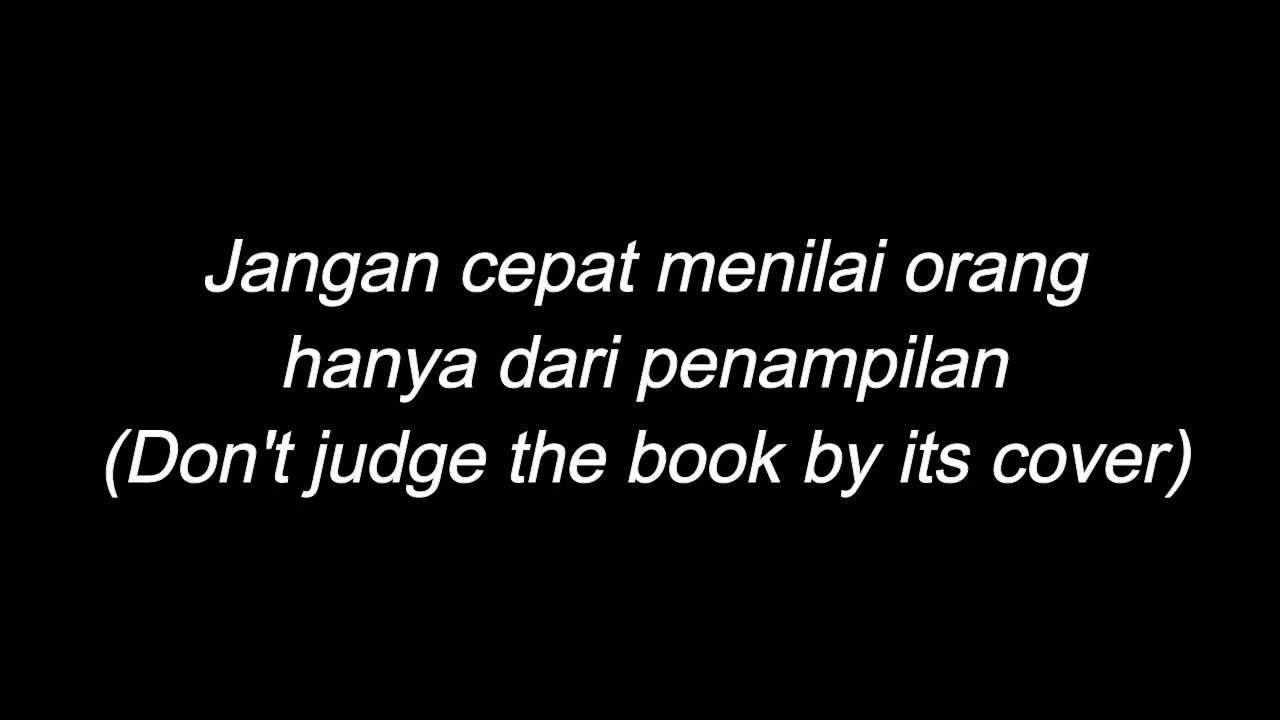 Jangan cepat menilai orang
hanya dari penampilan
(Don't judge the book by its cover)